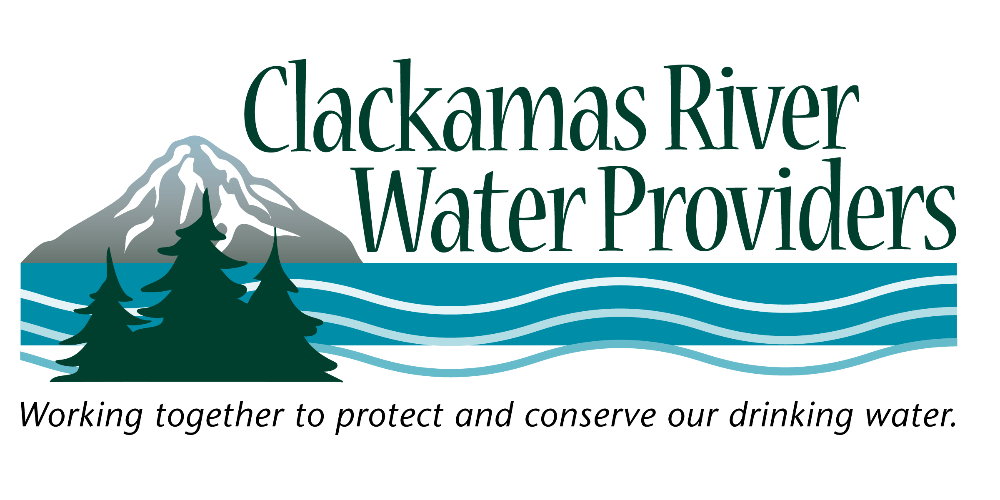 Clackamas River
Water Providers
Working together to protect and conserve our drinking water.